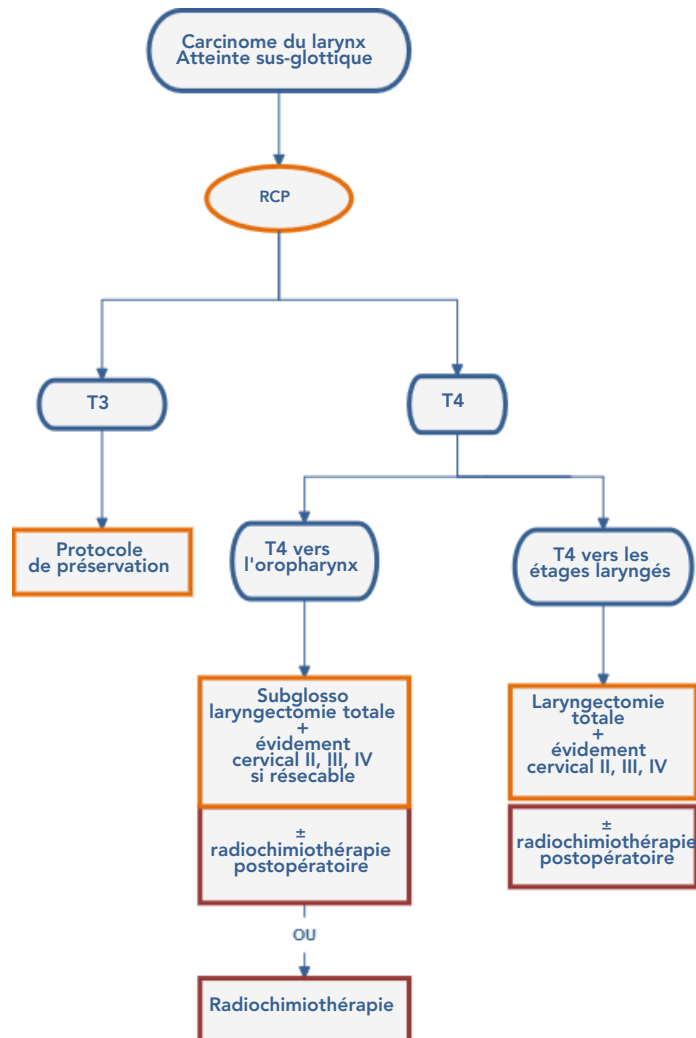 Carcinome du larynx
Atteinte sus-glottique
RCP
T3
T4
Protocole
de préservation
T4 vers
l'oropharynx
T4 vers les
étages laryngés
Subglosso
laryngectomie totale
+
évidement
cervical II, III, IV
si résecable
±
radiochimiothérapie
postopératoire
Laryngectomie
totale
+
évidement
cervical II, III, IV
±
radiochimiothérapie
postopératoire
OU
Radiochimiothérapie